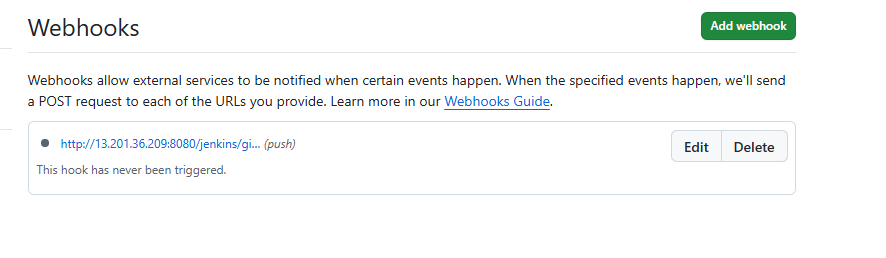 Webhooks
Add webhook
Webhooks allow external services to be notified when certain events happen. When the specified events happen, we'll send
a POST request to each of the URLs you provide. Learn more in our Webhooks Guide.
http://13.201.36.209:8080/jenkins/gi... (push)
Edit
Delete
This hook has never been triggered.